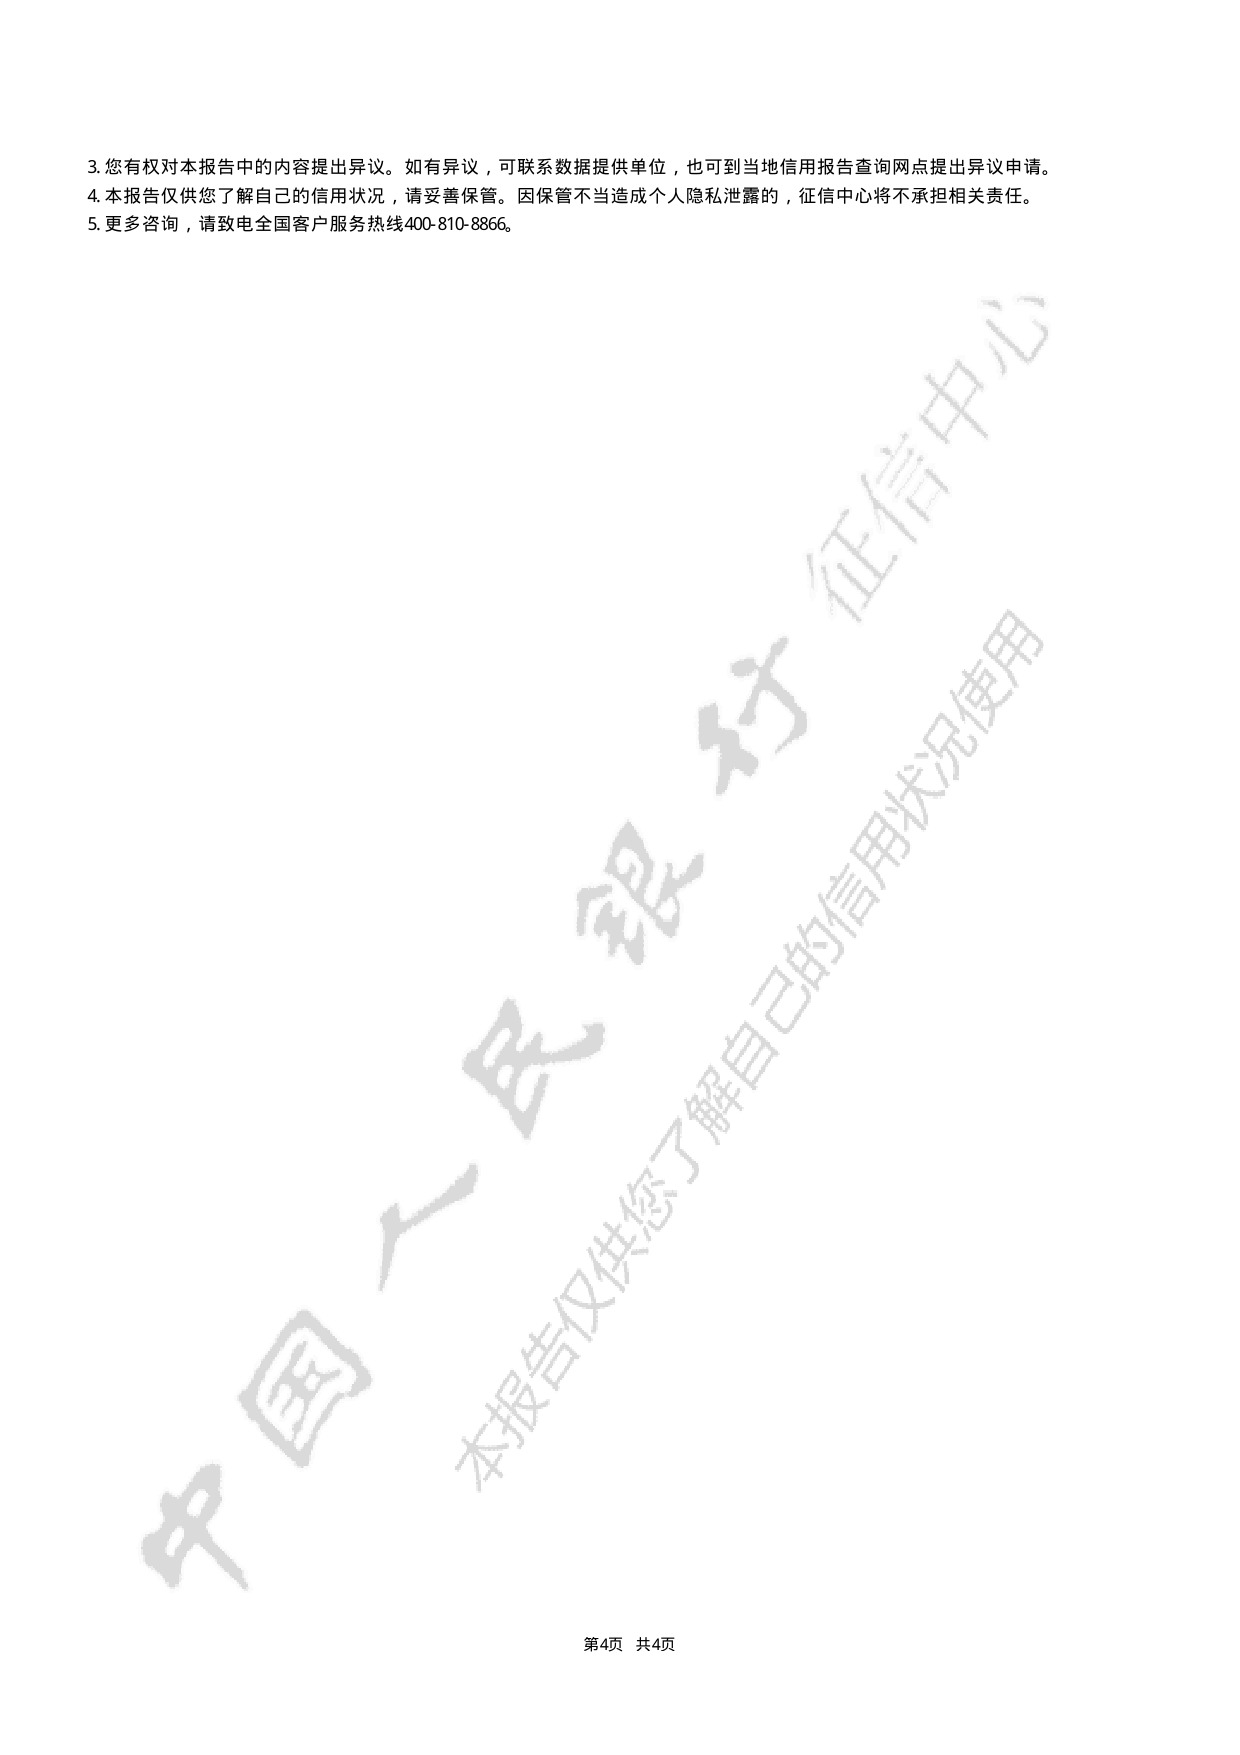 3. 您有权对本报告中的内容提出异议。如有异议，可联系数据提供单位，也可到当地信用报告查询网点提出异议申请。
4. 本报告仅供您了解自己的信用状况，请妥善保管。因保管不当造成个人隐私泄露的，征信中心将不承担相关责任。
5. 更多咨询，请致电全国客户服务热线400-810-8866。
中国人民银行 征信中心
本报告仅供您了解自己的信用状况使用
第4页 共4页